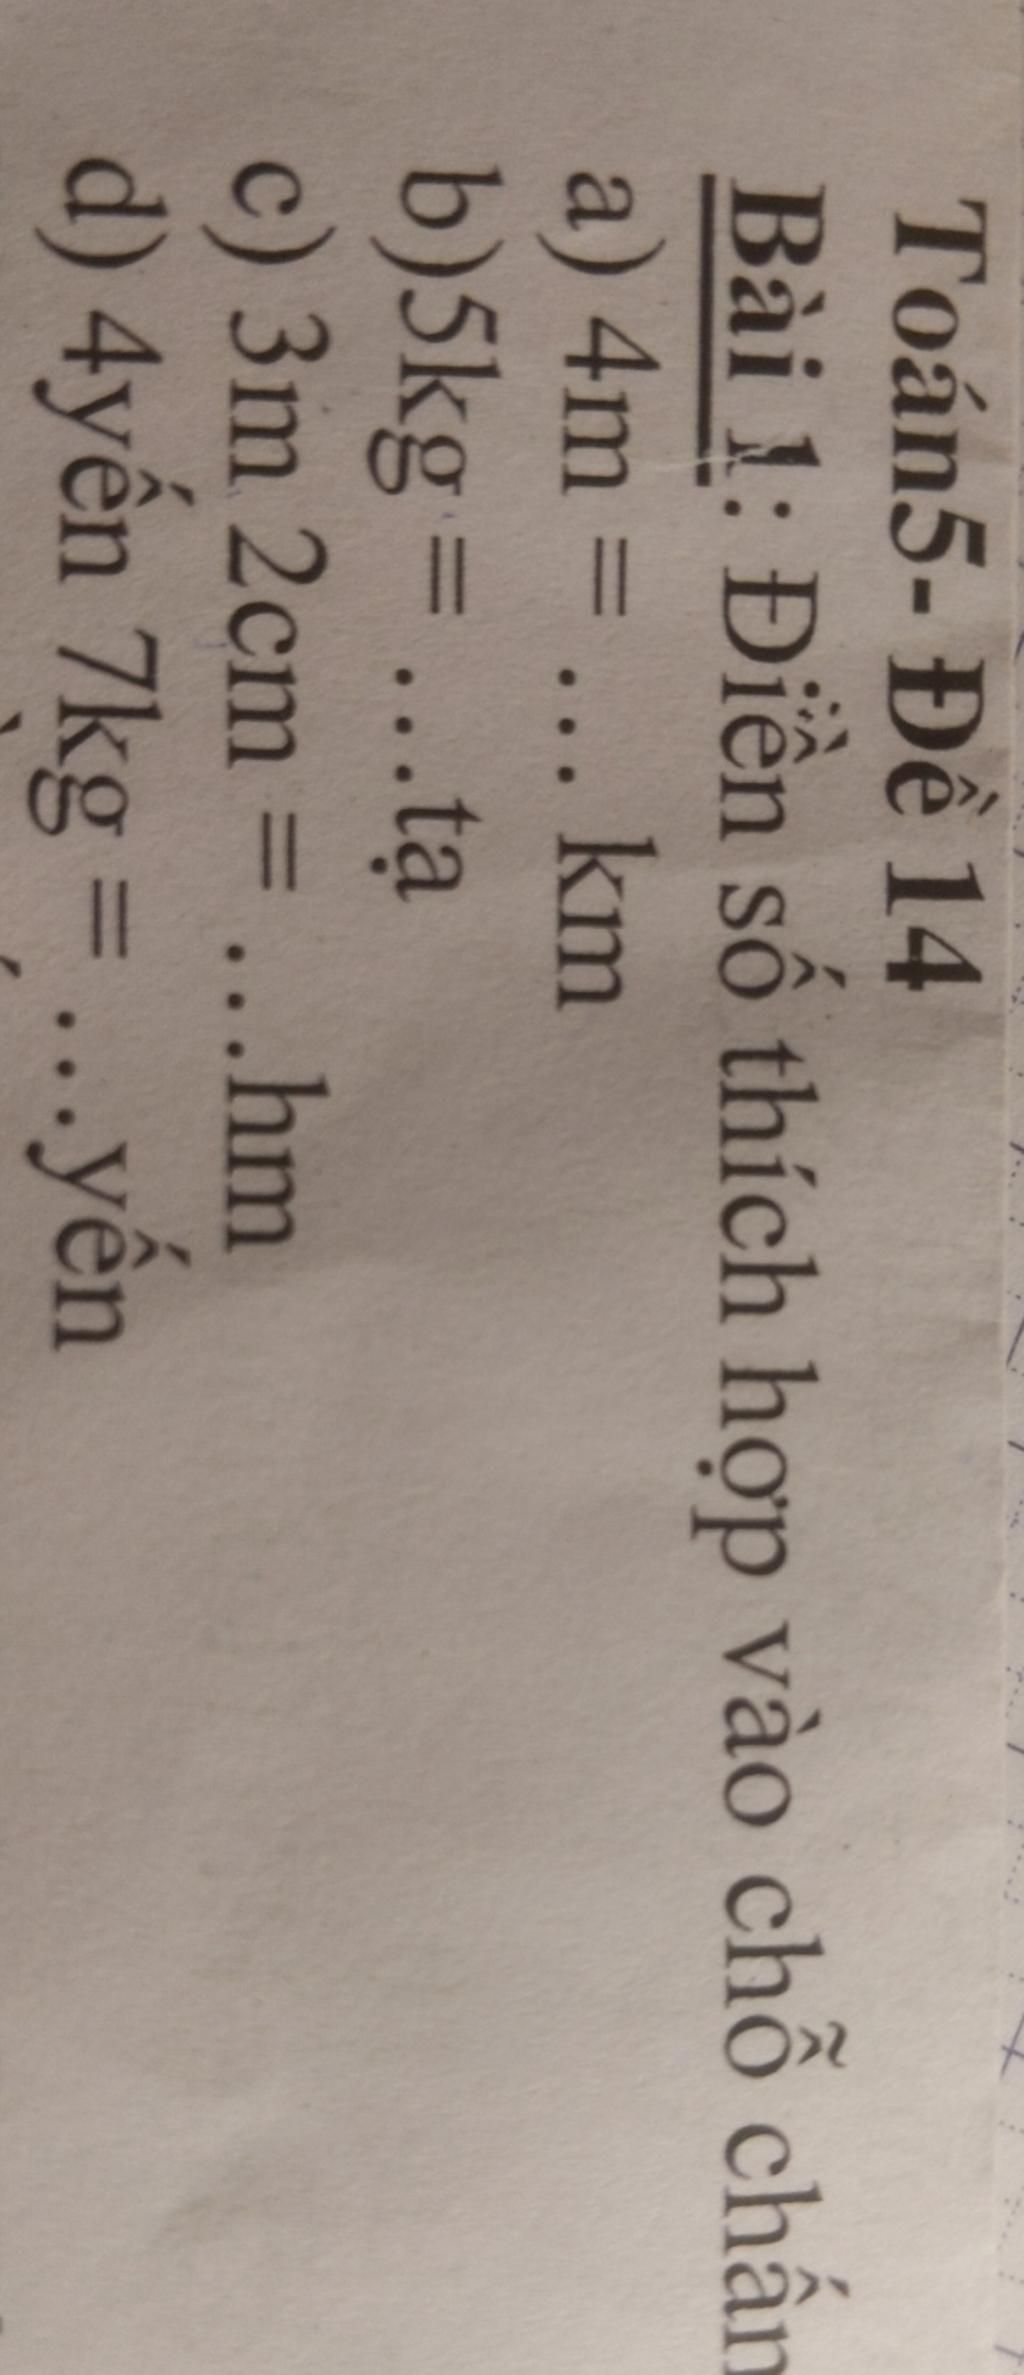 Toán5- Đề 14
Bài 1: Điền số thích hợp vào chỗ chấn
a) 4m = ... km
b)5kg = ...tạ
c) 3m 2cm = ...hm
d) 4yến 7kg = ...yến